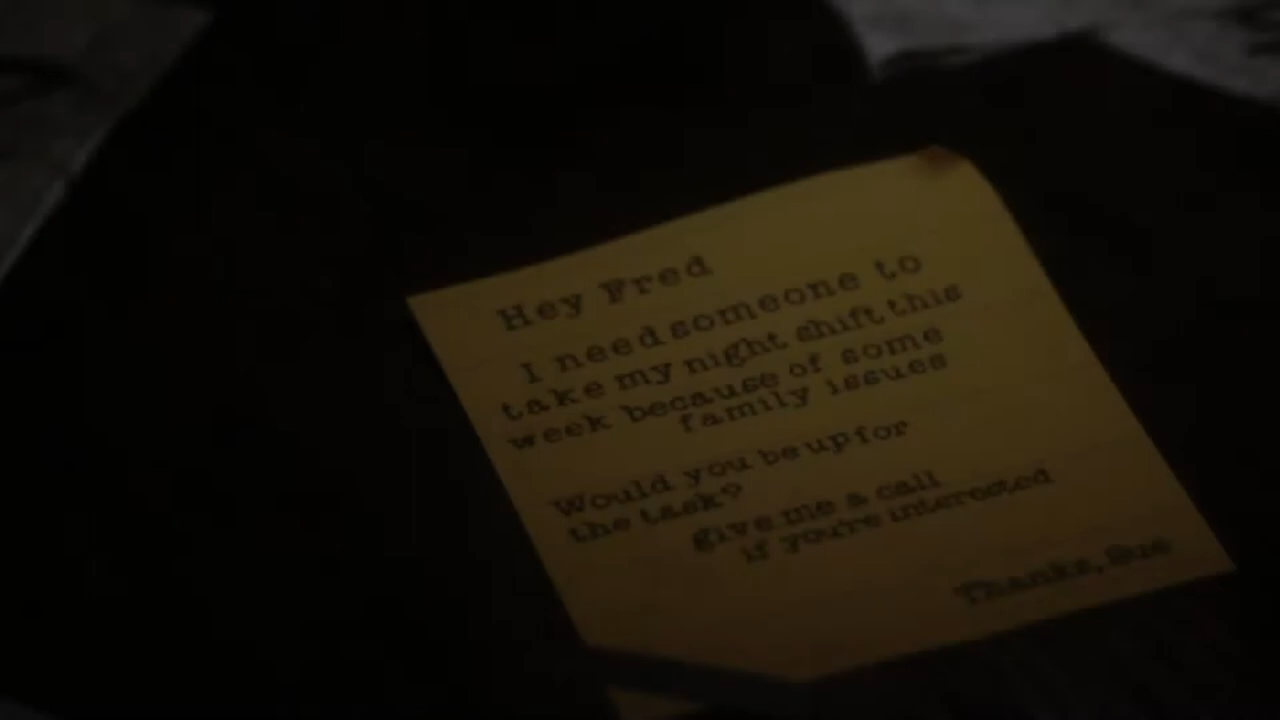 Hey Fred
I need someone to
take my night shift this
week because of some
family issues
Would you be up for
the task?
give me a call
if you're interested
Thanks, Sue